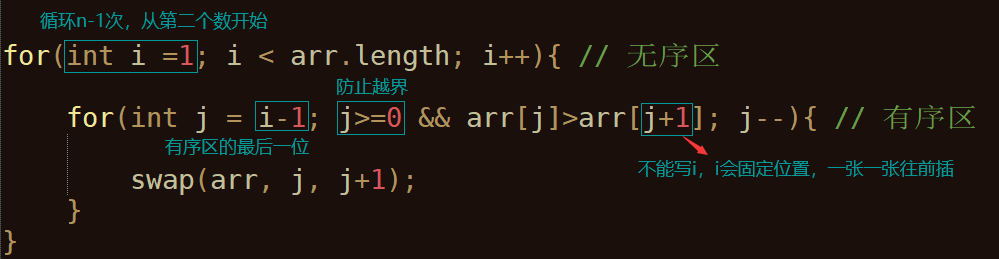 循环n-1次，从第二个数开始
for(int i =1; i < arr.length; i++){ // 无序区
防止越界
for(int j = i-1; j>=0 && arr[j]>arr[j+1]; j--){ // 有序区
有序区的最后一位
不能写i，i会固定位置，一张一张往前插
swap(arr, j, j+1);
}
}